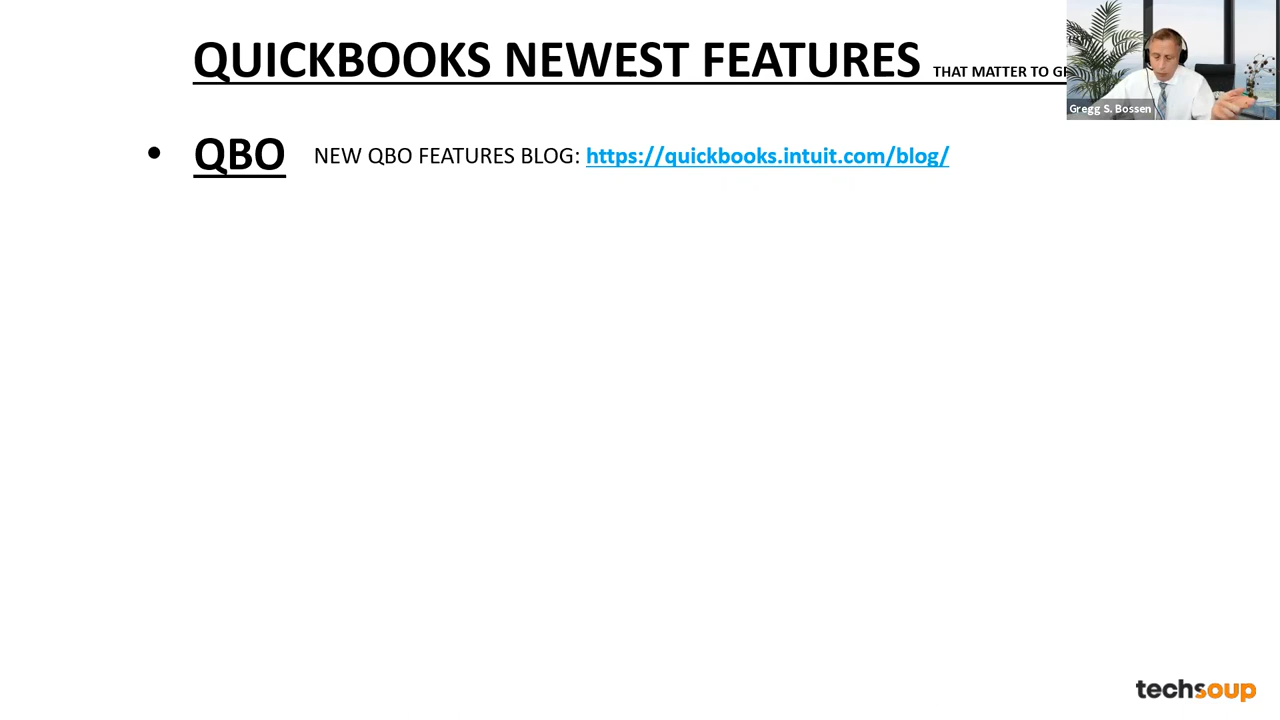 QUICKBOOKS NEWEST FEATURES THAT MATTER TO
Gregg S. Bossen
• QBO NEW QBO FEATURES BLOG: https://quickbooks.intuit.com/blog/
techsoup